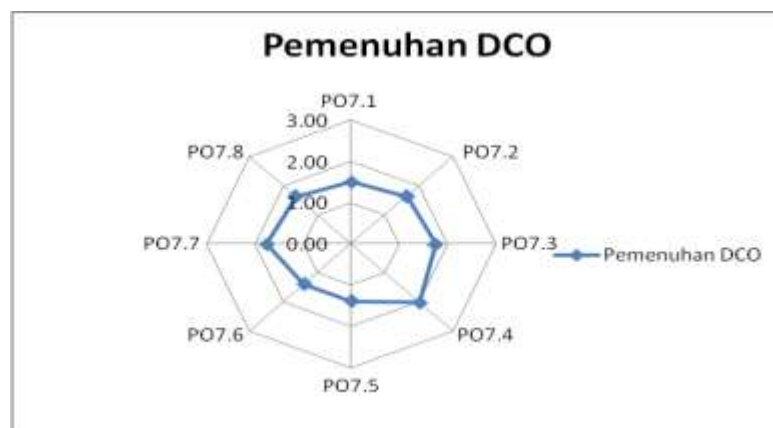 Pemenuhan DCO
PO7.1
3.00
PO7.8
PO7.2
2.00
1.00
PO7.7
0.00
PO7.3
Pemenuhan DCO
PO7.6
PO7.4
PO7.5